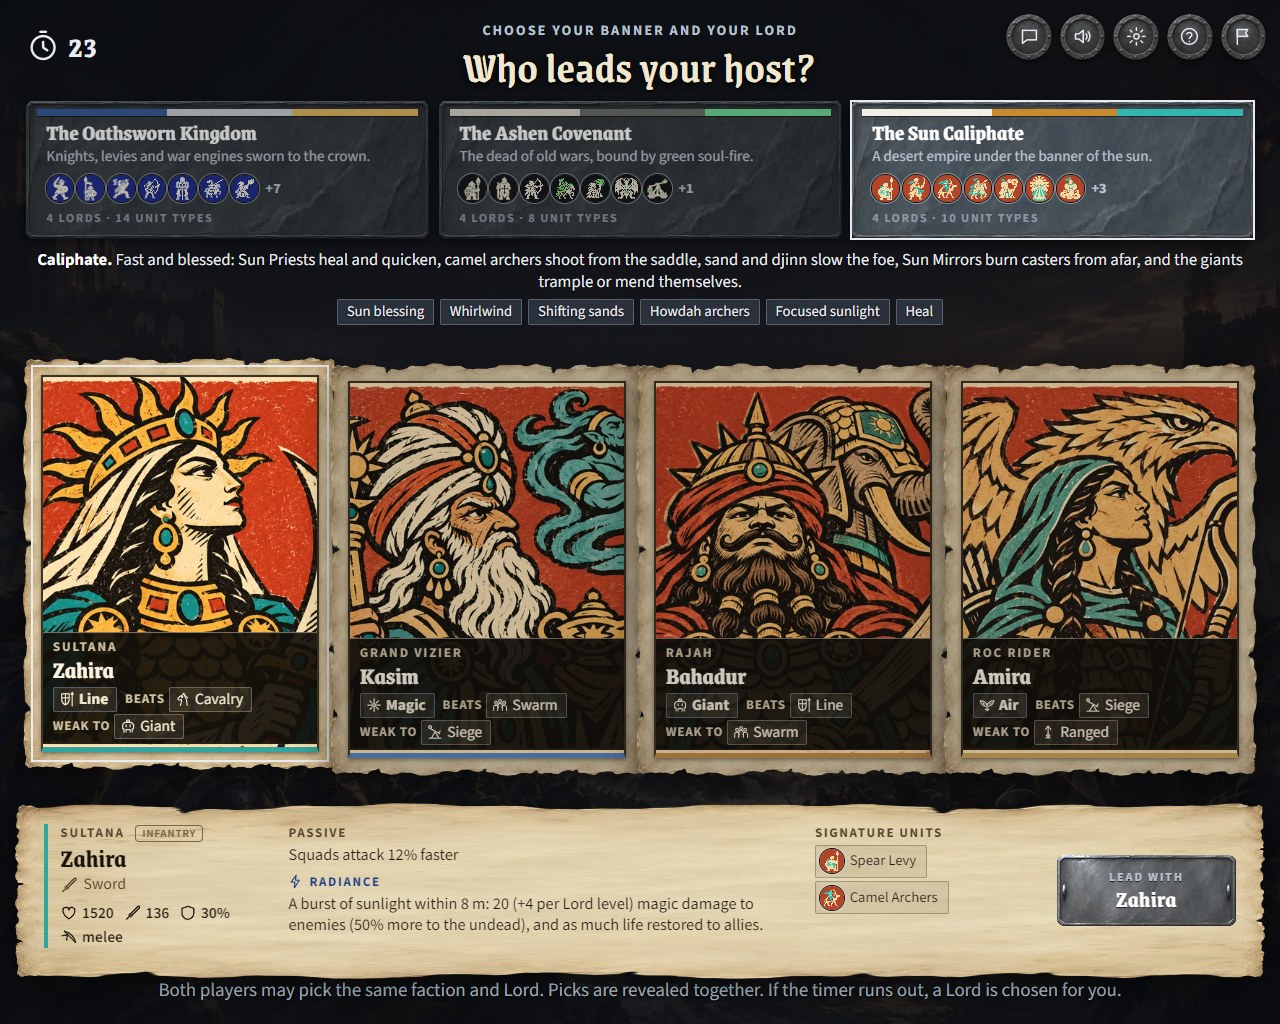 23
CHOOSE YOUR BANNER AND YOUR LORD
Who leads your host?
The Oathsworn Kingdom
Knights, levies and war engines sworn to the crown.
+7
4 LORDS · 14 UNIT TYPES
The Ashen Covenant
The dead of old wars, bound by green soul-fire.
+1
4 LORDS · 8 UNIT TYPES
The Sun Caliphate
A desert empire under the banner of the sun.
+3
4 LORDS · 10 UNIT TYPES
Caliphate. Fast and blessed: Sun Priests heal and quicken, camel archers shoot from the saddle, sand and djinn slow the foe, Sun Mirrors burn casters from afar, and the giants
trample or mend themselves.
Sun blessing Whirlwind Shifting sands Howdah archers Focused sunlight Heal
SULTANA
Zahira
Line BEATS Cavalry
WEAK TO Giant
GRAND VIZIER
Kasim
Magic BEATS Swarm
WEAK TO Siege
RAJAH
Bahadur
Giant BEATS Line
WEAK TO Swarm
ROC RIDER
Amira
Air BEATS Siege
WEAK TO Ranged
SULTANA INFANTRY
Zahira
Sword
1520 136 30%
melee
PASSIVE
Squads attack 12% faster
RADIANCE
A burst of sunlight within 8 m: 20 (+4 per Lord level) magic damage to
enemies (50% more to the undead), and as much life restored to allies.
SIGNATURE UNITS
Spear Levy
Camel Archers
LEAD WITH
Zahira
Both players may pick the same faction and Lord. Picks are revealed together. If the timer runs out, a Lord is chosen for you.